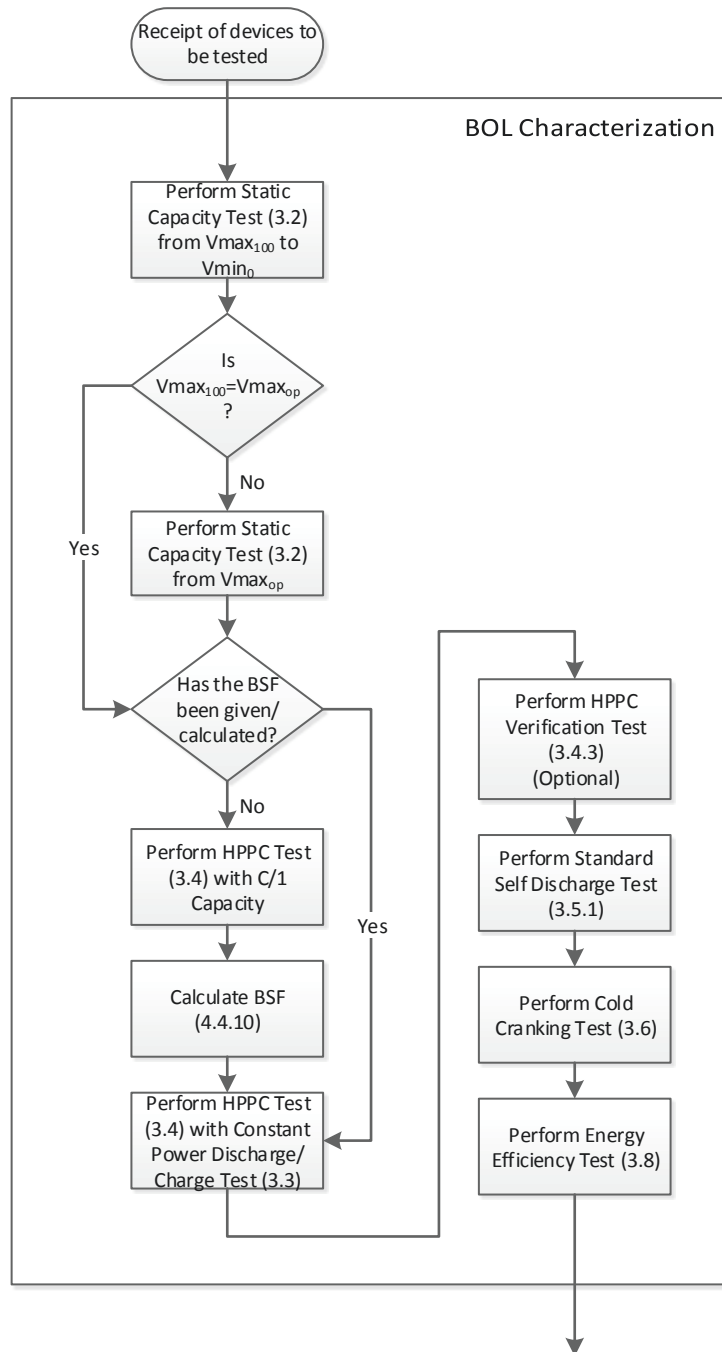 Receipt of devices to
be tested
BOL Characterization
Perform Static
Capacity Test (3.2)
from Vmax₁₀₀ to
Vmin₀
Is
Vmax₁₀₀=Vmaxₒₚ
?
Yes
No
Perform Static
Capacity Test (3.2)
from Vmaxₒₚ
Has the BSF
been given/
calculated?
No
Yes
Perform HPPC Test
(3.4) with C/1
Capacity
Calculate BSF
(4.4.10)
Perform HPPC Test
(3.4) with Constant
Power Discharge/
Charge Test (3.3)
Perform HPPC
Verification Test
(3.4.3)
(Optional)
Perform Standard
Self Discharge Test
(3.5.1)
Perform Cold
Cranking Test (3.6)
Perform Energy
Efficiency Test (3.8)